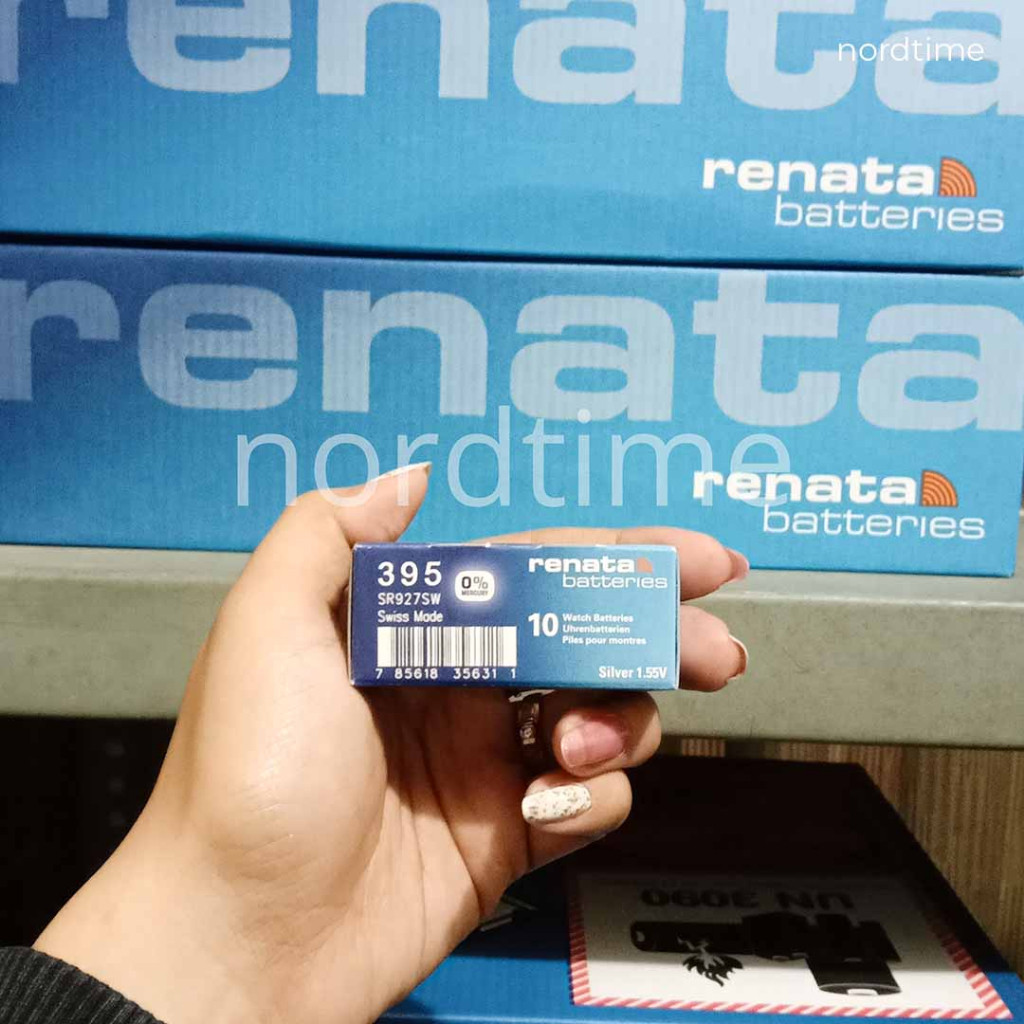 renata
nordtime
renata
batteries
renata
nordtime
renata
batteries
395
0%
MERCURY
SR927SW
Swiss Made
7 85618 35631 1
renata
batteries
10 Watch Batteries
Uhrenbatterien
Piles pour montres
Silver 1.55V
UN 3090